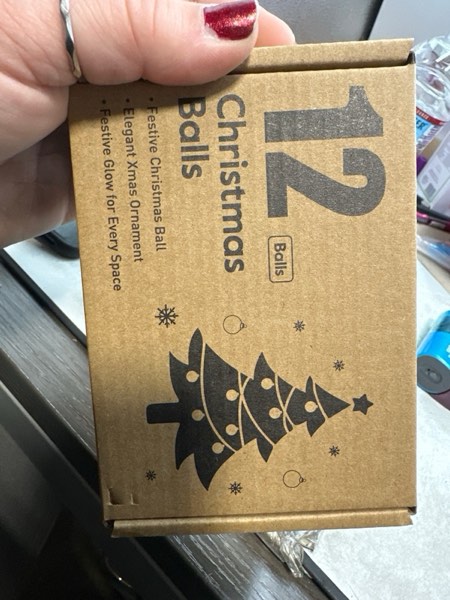 12
Balls
Christmas
Balls
• Festive Christmas Ball
• Elegant Xmas Ornament
• Festive Glow for Every Space